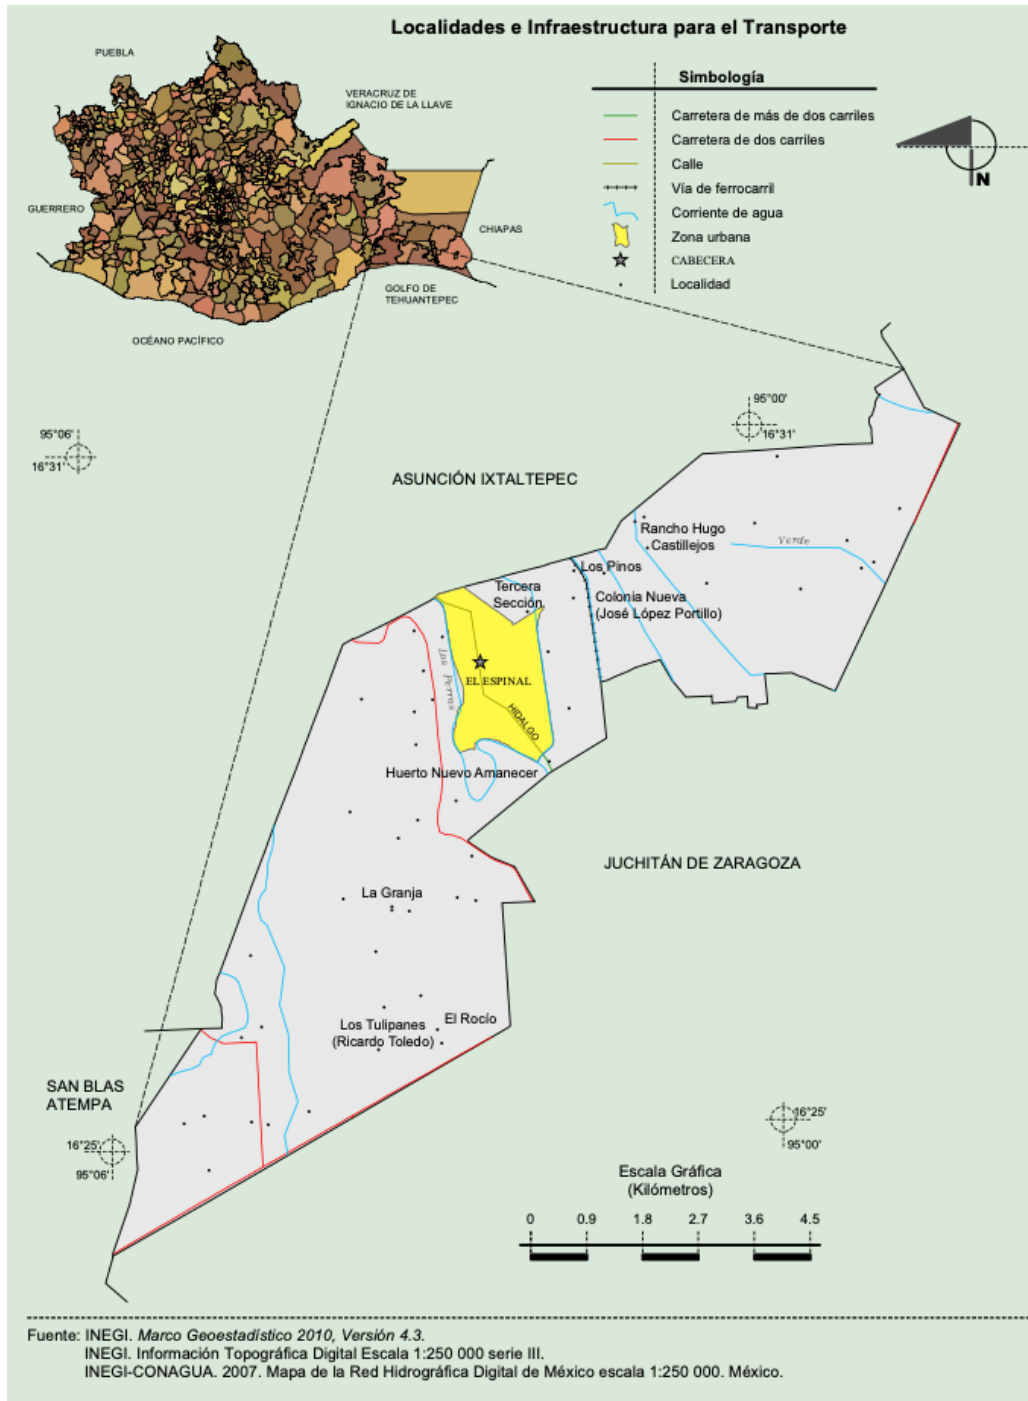 Localidades e Infraestructura para el Transporte
PUEBLA
VERACRUZ DE
IGNACIO DE LA LLAVE
GUERRERO
CHIAPAS
GOLFO DE
TEHUANTEPEC
OCÉANO PACÍFICO
Simbología
Carretera de más de dos carriles
Carretera de dos carriles
Calle
Vía de ferrocarril
Corriente de agua
Zona urbana
CABECERA
Localidad
N
95°06'
16°31'
95°00'
16°31'
ASUNCIÓN IXTALTEPEC
Rancho Hugo
Castillejos
Verde
Los Pinos
Tercera
Sección
Colonia Nueva
(José López Portillo)
Los Perros
EL ESPINAL
HIDALGO
Huerto Nuevo Amanecer
JUCHITÁN DE ZARAGOZA
La Granja
El Rocío
Los Tulipanes
(Ricardo Toledo)
SAN BLAS
ATEMPA
16°25'
95°06'
16°25'
95°00'
Escala Gráfica
(Kilómetros)
0 0.9 1.8 2.7 3.6 4.5
Fuente: INEGI. Marco Geoestadístico 2010, Versión 4.3.
INEGI. Información Topográfica Digital Escala 1:250 000 serie III.
INEGI-CONAGUA. 2007. Mapa de la Red Hidrográfica Digital de México escala 1:250 000. México.